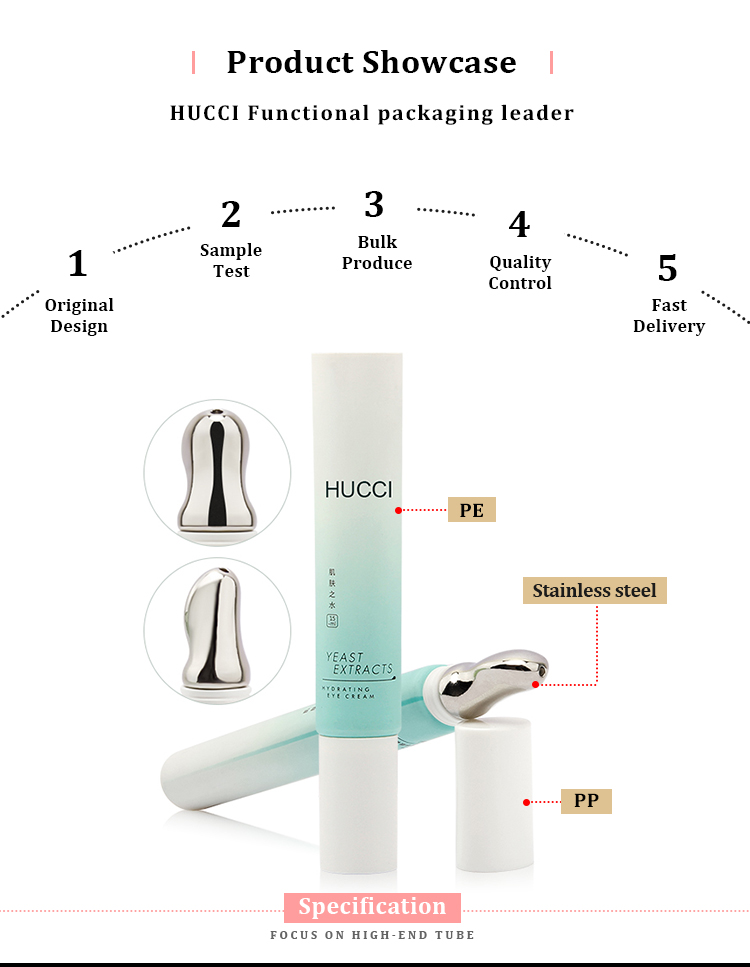 Product Showcase
HUCCI Functional packaging leader
1
Original
Design
2
Sample
Test
3
Bulk
Produce
4
Quality
Control
5
Fast
Delivery
HUCCI
PE
肌
肤
之
水
15
YEAST
EXTRACTS
HYDRATING
EYE CREAM
Stainless steel
PP
Specification
FOCUS ON HIGH-END TUBE